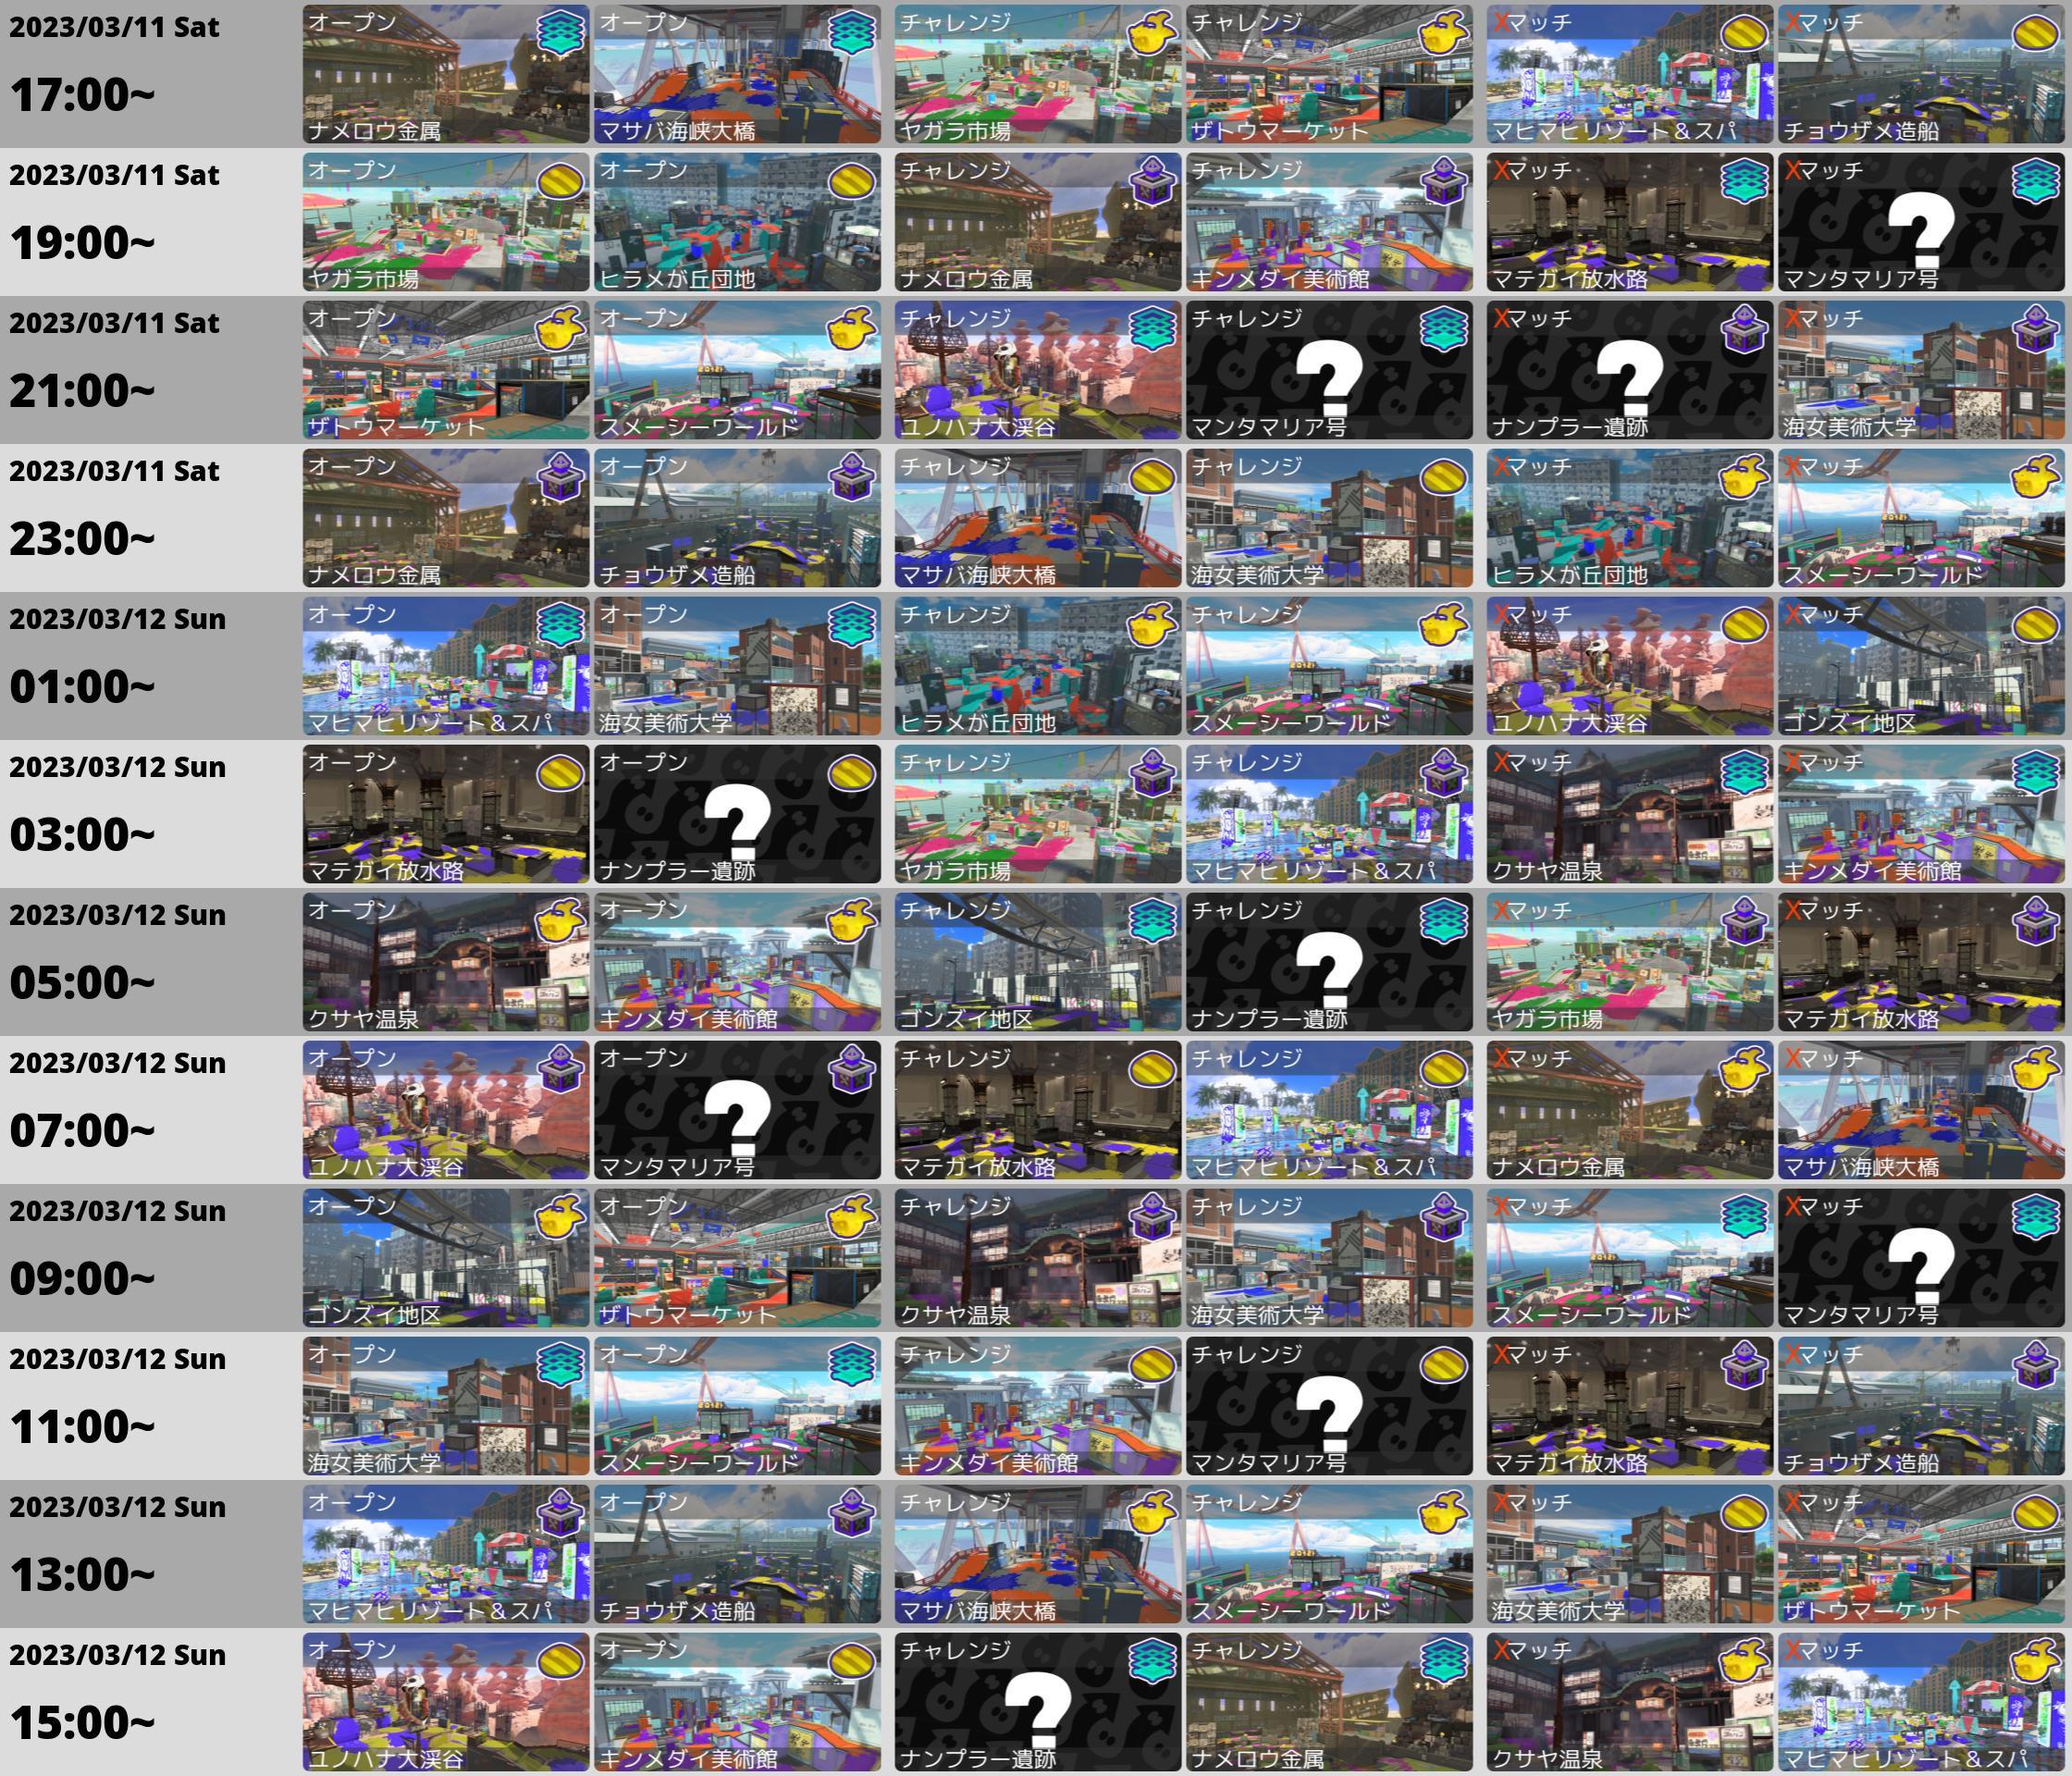 2023/03/11 Sat
17:00~
オープン
ナメロウ金属
オープン
マサバ海峡大橋
チャレンジ
ヤガラ市場
チャレンジ
ザトウマーケット
Xマッチ
マヒマヒリゾート＆スパ
Xマッチ
チョウザメ造船
2023/03/11 Sat
19:00~
オープン
ヤガラ市場
オープン
ヒラメが丘団地
チャレンジ
ナメロウ金属
チャレンジ
キンメダイ美術館
Xマッチ
マテガイ放水路
Xマッチ
?
マンタマリア号
2023/03/11 Sat
21:00~
オープン
ザトウマーケット
オープン
スメーシーワールド
チャレンジ
ユノハナ大渓谷
チャレンジ
?
マンタマリア号
Xマッチ
?
ナンプラー遺跡
Xマッチ
海女美術大学
2023/03/11 Sat
23:00~
オープン
ナメロウ金属
オープン
チョウザメ造船
チャレンジ
マサバ海峡大橋
チャレンジ
海女美術大学
Xマッチ
ヒラメが丘団地
Xマッチ
スメーシーワールド
2023/03/12 Sun
01:00~
オープン
マヒマヒリゾート＆スパ
オープン
海女美術大学
チャレンジ
ヒラメが丘団地
チャレンジ
スメーシーワールド
Xマッチ
ユノハナ大渓谷
Xマッチ
ゴンズイ地区
2023/03/12 Sun
03:00~
オープン
マテガイ放水路
オープン
?
ナンプラー遺跡
チャレンジ
ヤガラ市場
チャレンジ
マヒマヒリゾート＆スパ
Xマッチ
クサヤ温泉
Xマッチ
キンメダイ美術館
2023/03/12 Sun
05:00~
オープン
クサヤ温泉
オープン
キンメダイ美術館
チャレンジ
ゴンズイ地区
チャレンジ
?
ナンプラー遺跡
Xマッチ
ヤガラ市場
Xマッチ
マテガイ放水路
2023/03/12 Sun
07:00~
オープン
ユノハナ大渓谷
オープン
?
マンタマリア号
チャレンジ
マテガイ放水路
チャレンジ
マヒマヒリゾート＆スパ
Xマッチ
ナメロウ金属
Xマッチ
マサバ海峡大橋
2023/03/12 Sun
09:00~
オープン
ゴンズイ地区
オープン
ザトウマーケット
チャレンジ
クサヤ温泉
チャレンジ
海女美術大学
Xマッチ
スメーシーワールド
Xマッチ
?
マンタマリア号
2023/03/12 Sun
11:00~
オープン
海女美術大学
オープン
スメーシーワールド
チャレンジ
キンメダイ美術館
チャレンジ
?
マンタマリア号
Xマッチ
マテガイ放水路
Xマッチ
チョウザメ造船
2023/03/12 Sun
13:00~
オープン
マヒマヒリゾート＆スパ
オープン
チョウザメ造船
チャレンジ
マサバ海峡大橋
チャレンジ
スメーシーワールド
Xマッチ
海女美術大学
Xマッチ
ザトウマーケット
2023/03/12 Sun
15:00~
オープン
ユノハナ大渓谷
オープン
キンメダイ美術館
チャレンジ
?
ナンプラー遺跡
チャレンジ
ナメロウ金属
Xマッチ
クサヤ温泉
Xマッチ
マヒマヒリゾート＆スパ